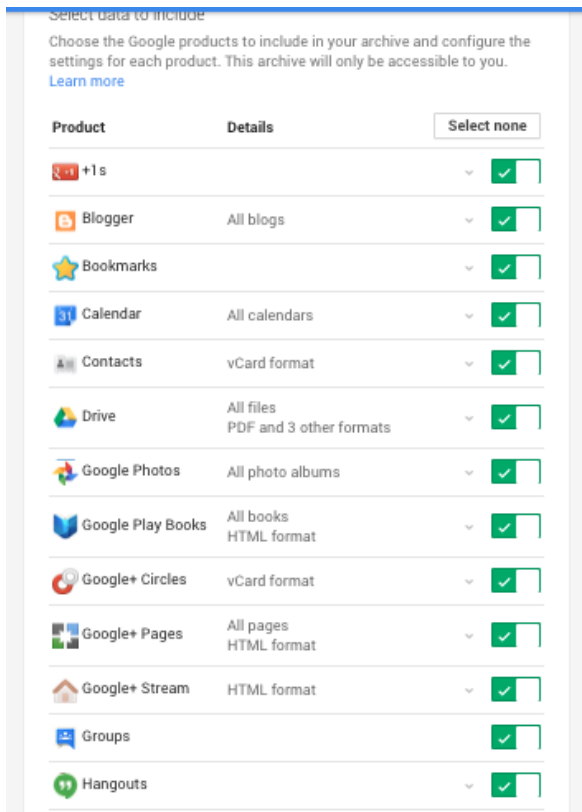 Select data to include
Choose the Google products to include in your archive and configure the
settings for each product. This archive will only be accessible to you.
Learn more
Product Details Select none
+1s
Blogger All blogs
Bookmarks
31 Calendar All calendars
Contacts vCard format
Drive All files
PDF and 3 other formats
Google Photos All photo albums
Google Play Books All books
HTML format
Google+ Circles vCard format
Google+ Pages All pages
HTML format
Google+ Stream HTML format
Groups
Hangouts